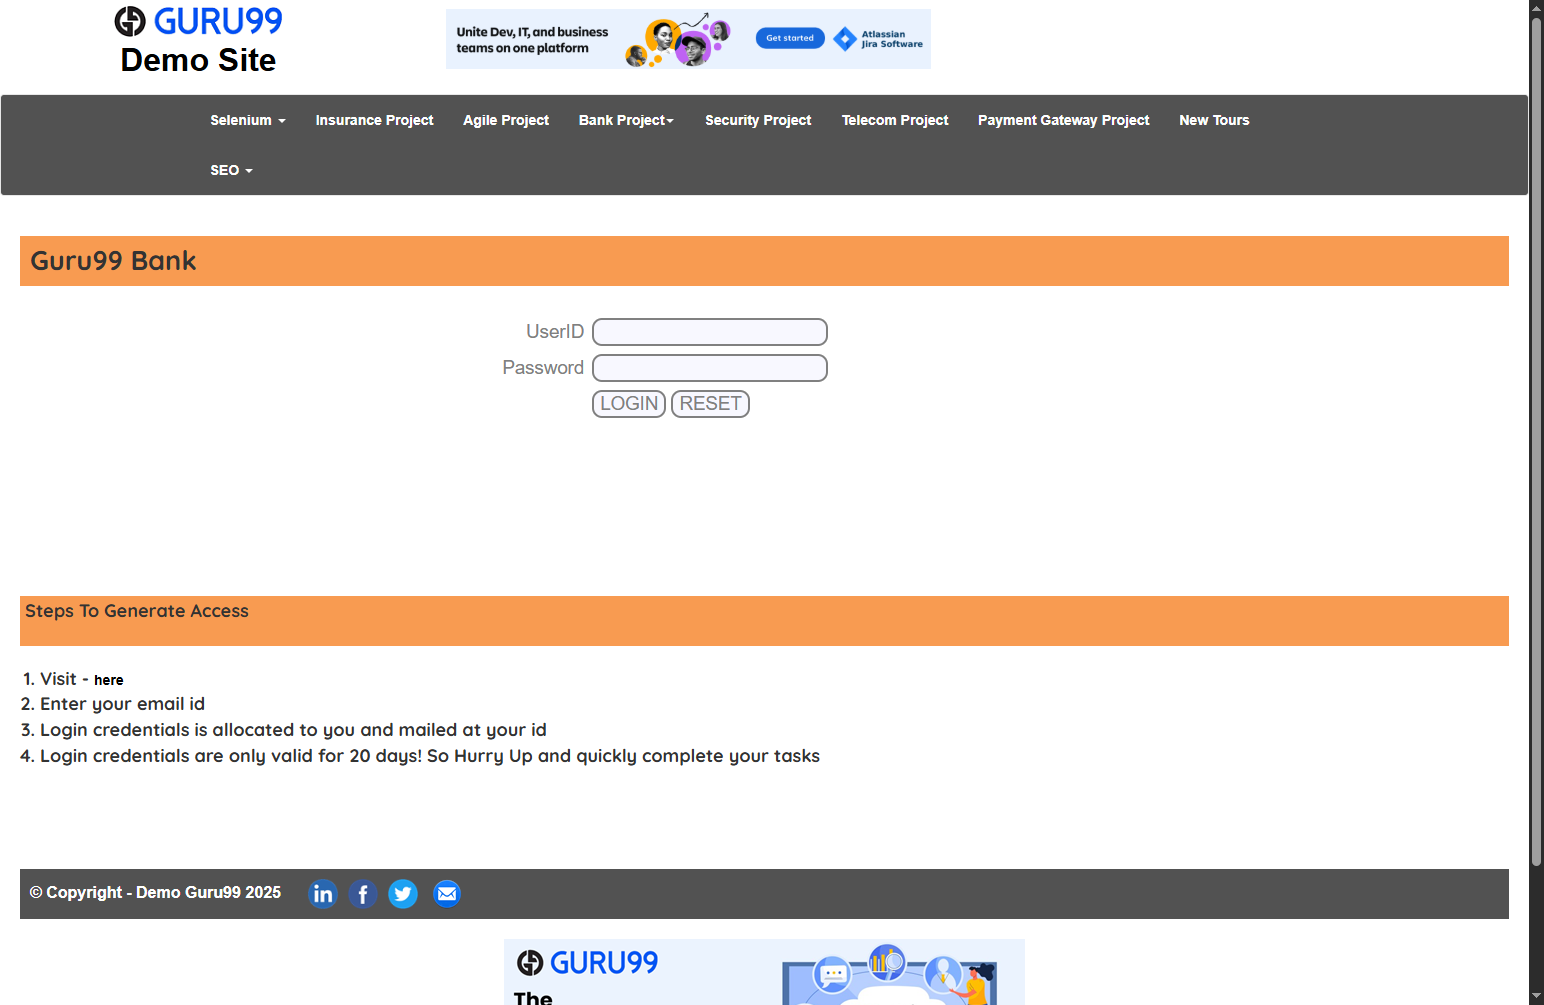 GURU99
Demo Site
Unite Dev, IT, and business
teams on one platform
Get started
Atlassian
Jira Software
Selenium
Insurance Project
Agile Project
Bank Project
Security Project
Telecom Project
Payment Gateway Project
New Tours
SEO
Guru99 Bank
UserID
Password
LOGIN
RESET
Steps To Generate Access
1. Visit - here
2. Enter your email id
3. Login credentials is allocated to you and mailed at your id
4. Login credentials are only valid for 20 days! So Hurry Up and quickly complete your tasks
© Copyright - Demo Guru99 2025
in
f
GURU99
The